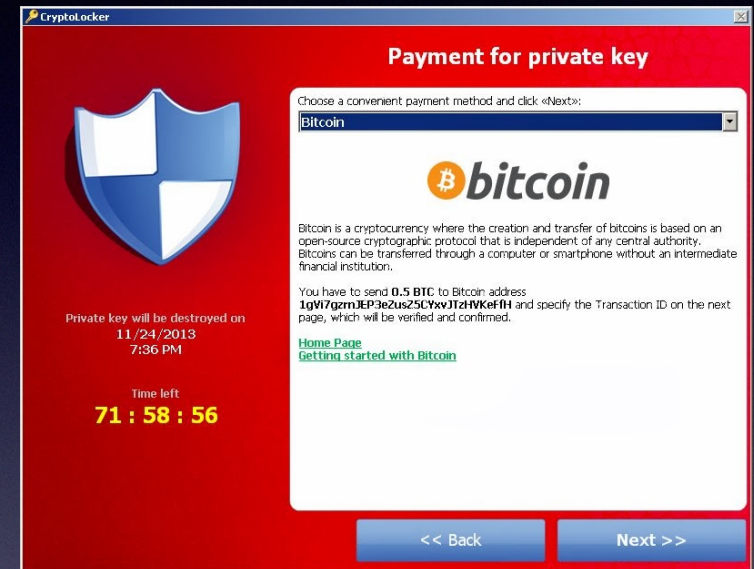 CryptoLocker
Payment for private key
Choose a convenient payment method and click «Next»:
Bitcoin
bitcoin
Bitcoin is a cryptocurrency where the creation and transfer of bitcoins is based on an
open-source cryptographic protocol that is independent of any central authority.
Bitcoins can be transferred through a computer or smartphone without an intermediate
financial institution.
You have to send 0.5 BTC to Bitcoin address
and specify the Transaction ID on the next
page, which will be verified and confirmed.
Home Page
Getting started with Bitcoin
Private key will be destroyed on
11/24/2013
7:36 PM
Time left
71 : 58 : 56
<< Back
Next >>